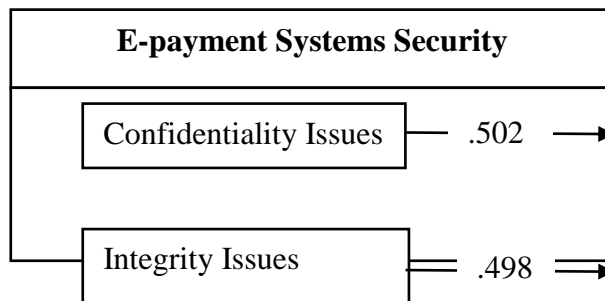 E-payment Systems Security
Confidentiality Issues .502
Integrity Issues .498